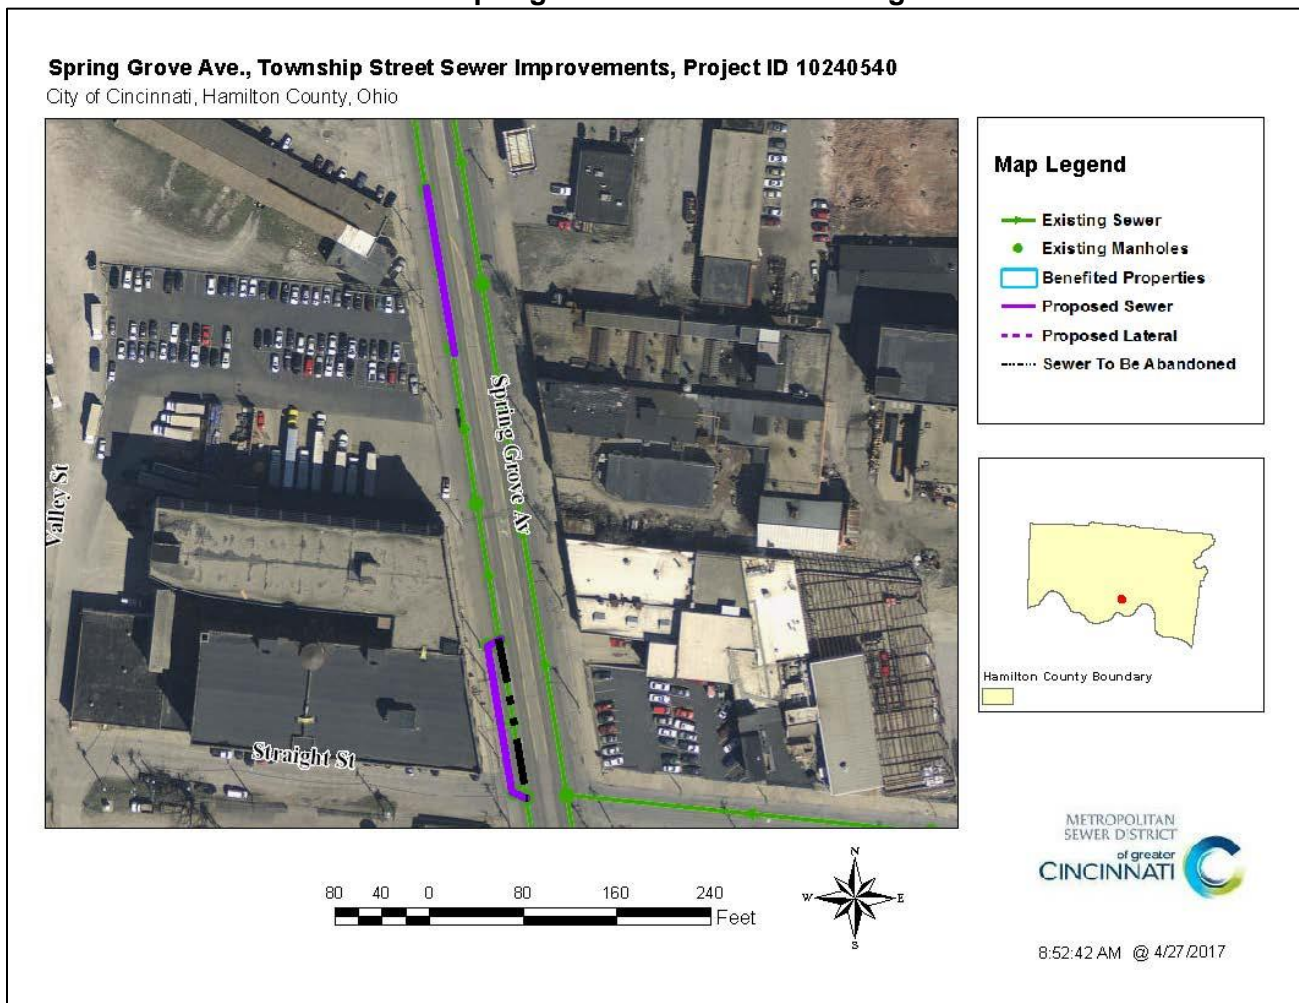 Spring Grove Ave., Township Street Sewer Improvements, Project ID 10240540
City of Cincinnati, Hamilton County, Ohio
Spring Grove Av
Valley St
Straight St
Map Legend
Existing Sewer
Existing Manholes
Benefited Properties
Proposed Sewer
Proposed Lateral
Sewer To Be Abandoned
Hamilton County Boundary
80 40 0 80 160 240
Feet
N
W E
S
METROPOLITAN
SEWER DISTRICT
of greater
CINCINNATI
8:52:42 AM @ 4/27/2017